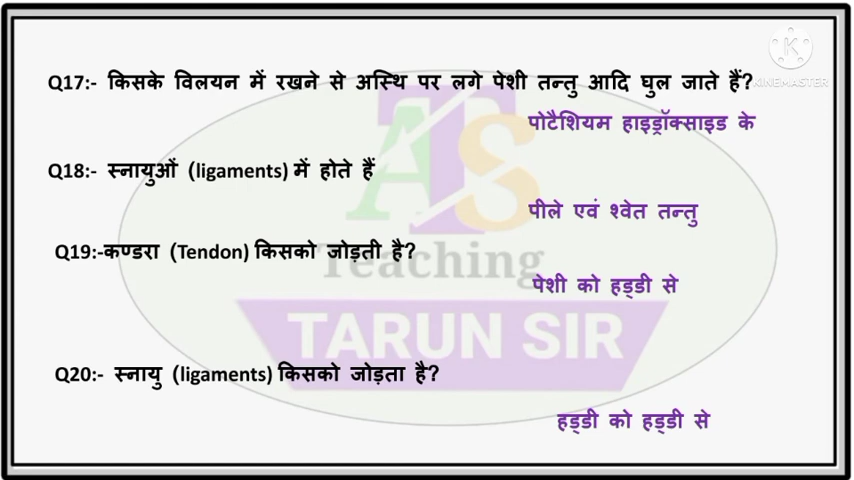 Q17:- किसके विलयन में रखने से अस्थि पर लगे पेशी तन्तु आदि घुल जाते हैं?
K
KINEMASTER
पोटैशियम हाइड्रॉक्साइड के
Q18:- स्नायुओं (ligaments) में होते हैं
ATS
पीले एवं श्वेत तन्तु
Q19:-कण्डरा (Tendon) किसको जोड़ती है?
Teaching
पेशी को हड्डी से
TARUN SIR
Q20:- स्नायु (ligaments) किसको जोड़ता है?
हड्डी को हड्डी से